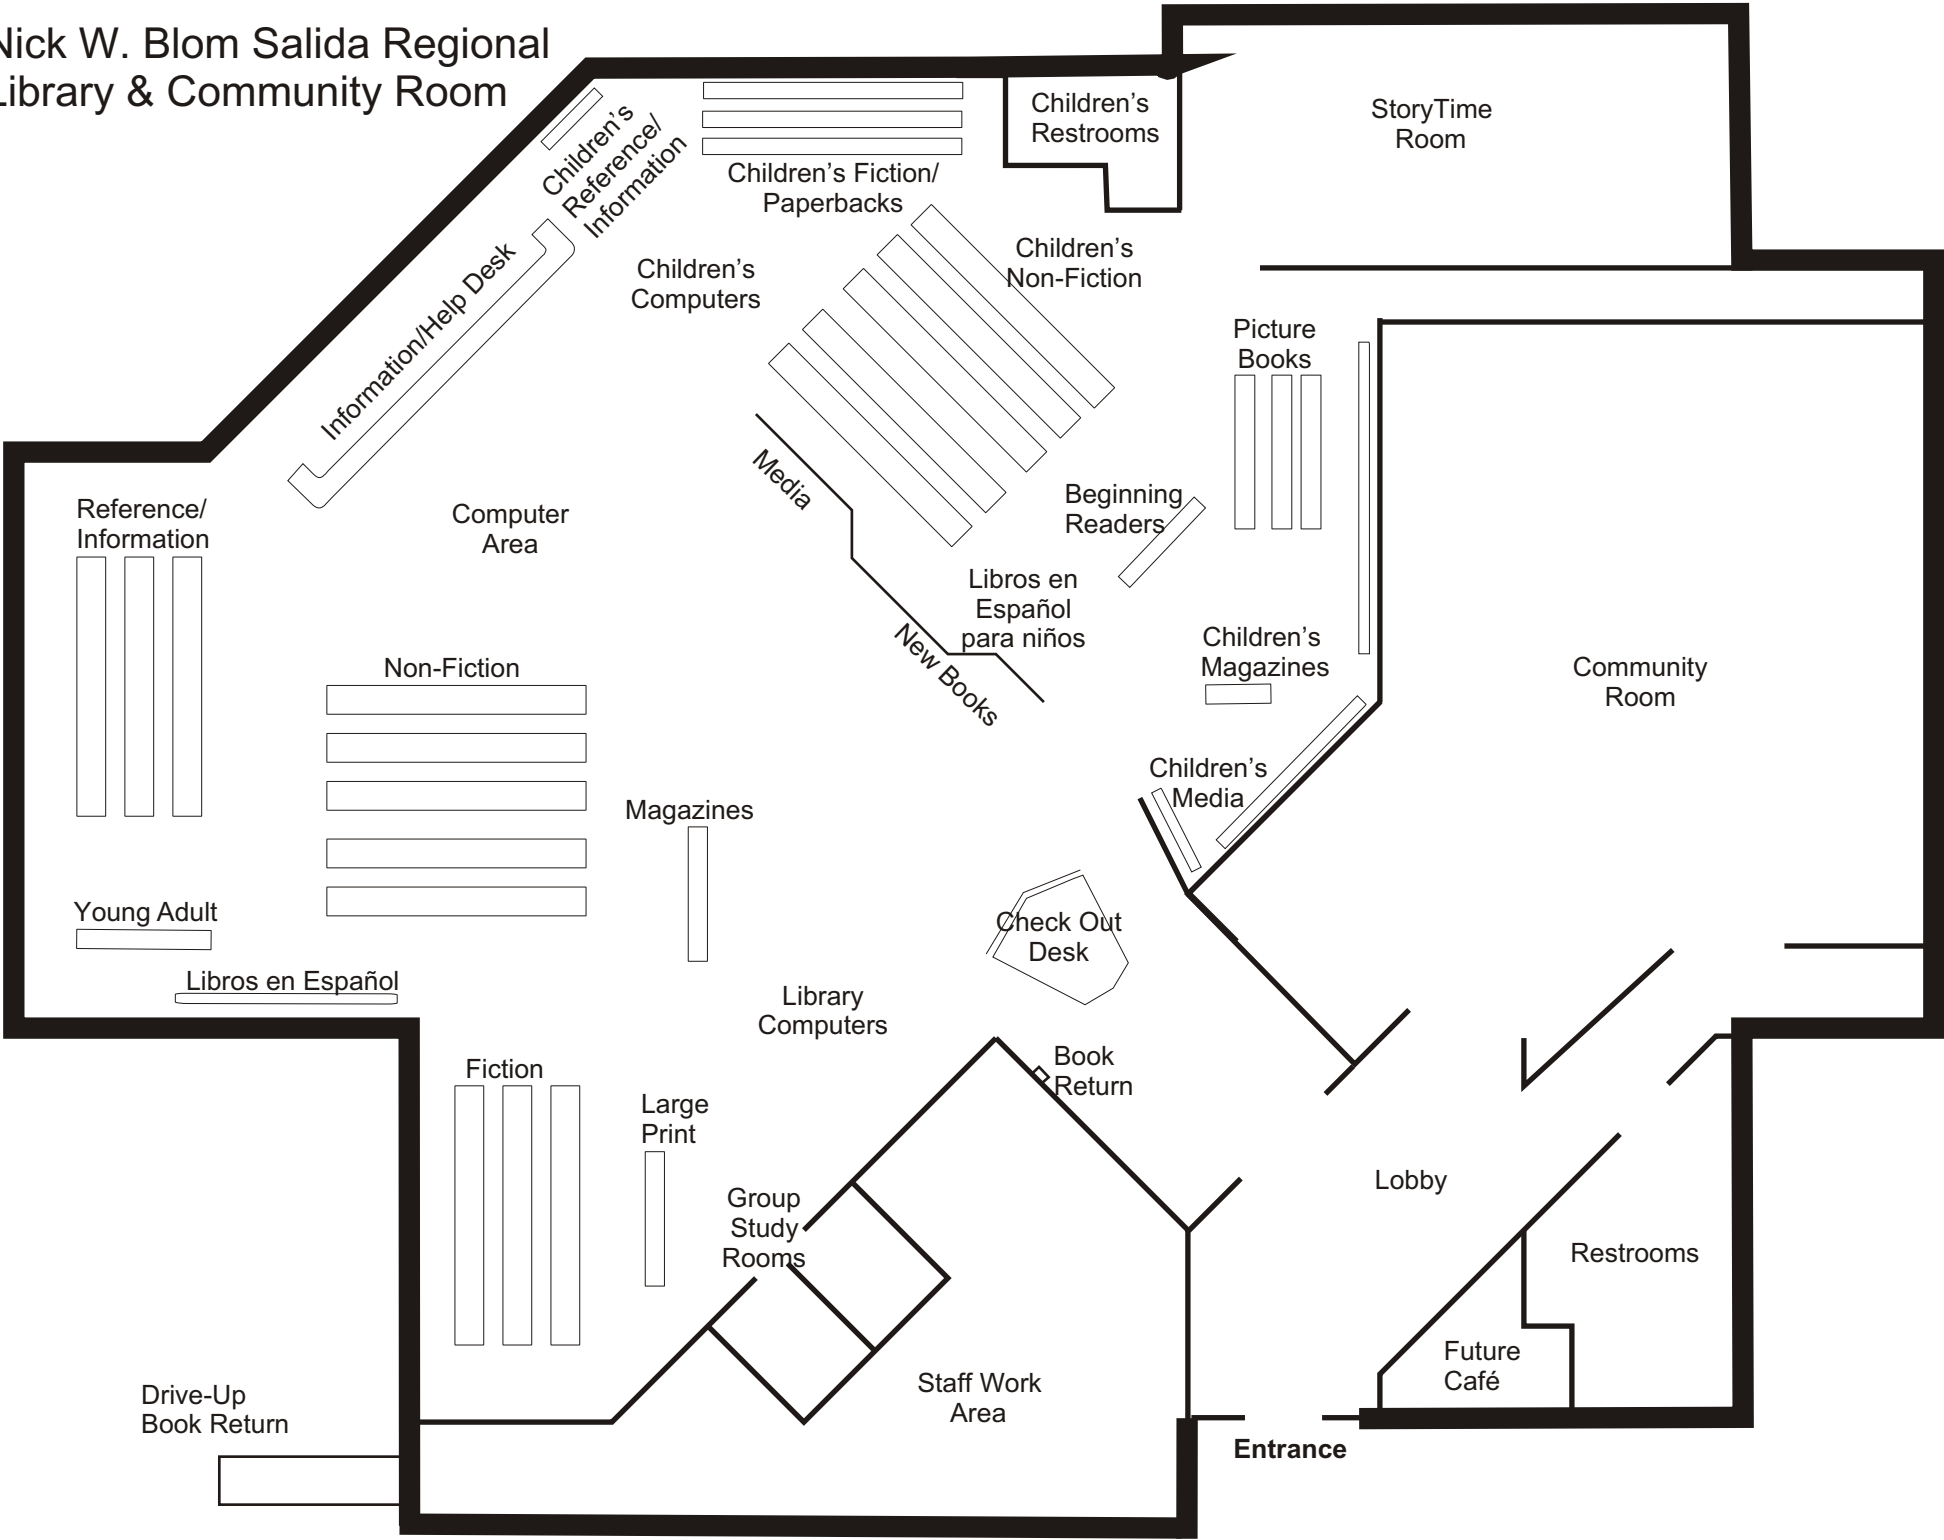 Nick W. Blom Salida Regional
Library & Community Room
Children's
Restrooms
StoryTime
Room
Children's
Reference/
Information
Children's Fiction/
Paperbacks
Children's
Non-Fiction
Children's
Computers
Information/Help Desk
Picture
Books
Media
Beginning
Readers
Reference/
Information
Computer
Area
Libros en
Español
para niños
New Books
Children's
Magazines
Community
Room
Non-Fiction
Children's
Media
Magazines
Young Adult
Check Out
Desk
Libros en Español
Library
Computers
Fiction
Book
Return
Large
Print
Lobby
Group
Study
Rooms
Restrooms
Future
Café
Staff Work
Area
Drive-Up
Book Return
Entrance